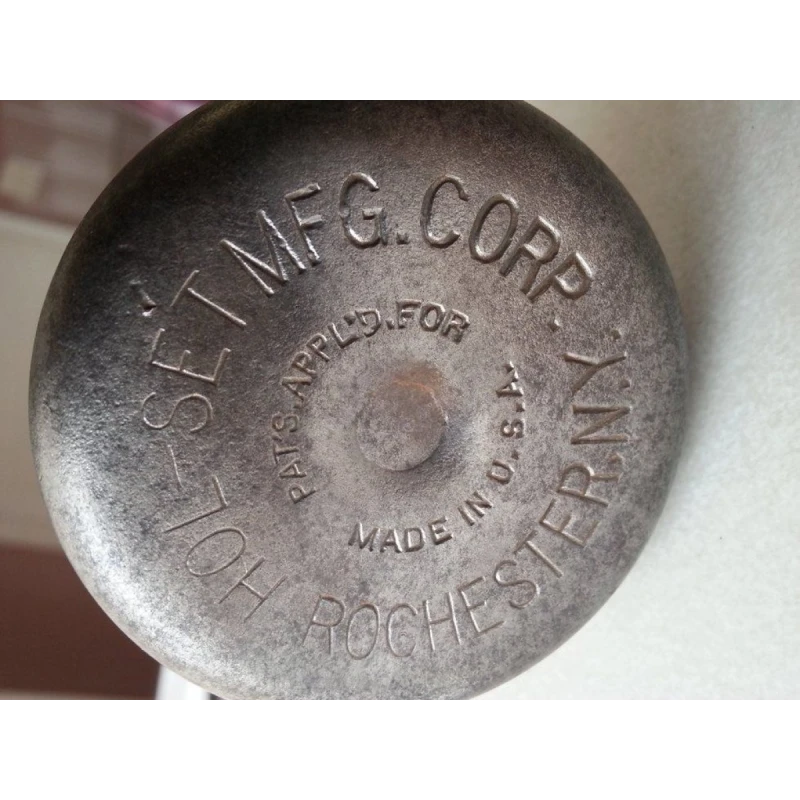 HOL-SET MFG. CORP.
ROCHESTER.N.Y.
PAT'S. APPL'D. FOR
MADE IN U.S.A